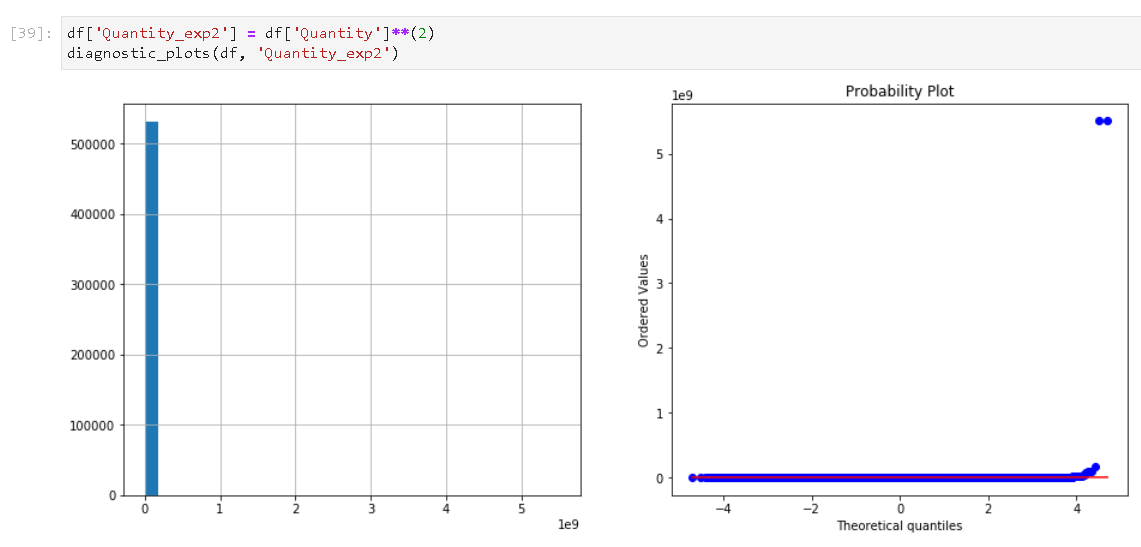 [39]: df['Quantity_exp2'] = df['Quantity']**(2)
diagnostic_plots(df, 'Quantity_exp2')
500000
400000
300000
200000
100000
0
0 1 2 3 4 5
1e9
Probability Plot
1e9
5
4
3
2
1
0
Ordered Values
−4 −2 0 2 4
Theoretical quantiles